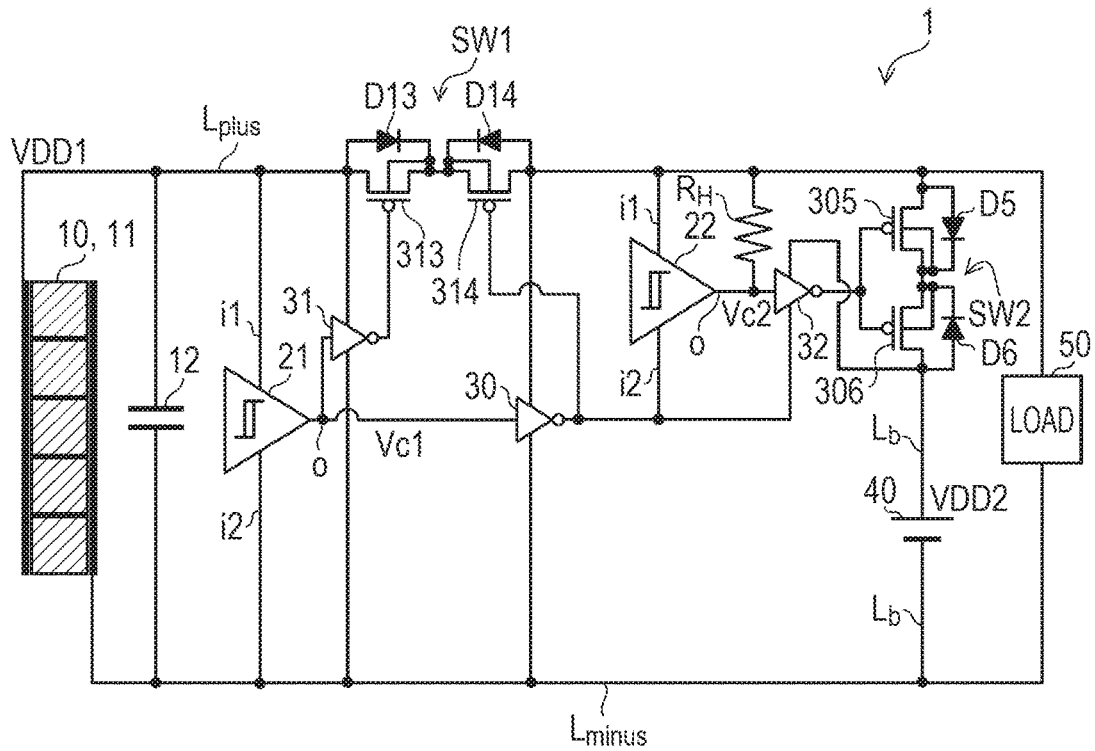 1
SW1
D13
D14
Lplus
VDD1
i1
RH
305
D5
10, 11
313
314
22
31
i1
Vc2
32
SW2
12
21
o
i2
306
D6
50
30
LOAD
o
Vc1
Lb
40
VDD2
i2
Lb
Lminus